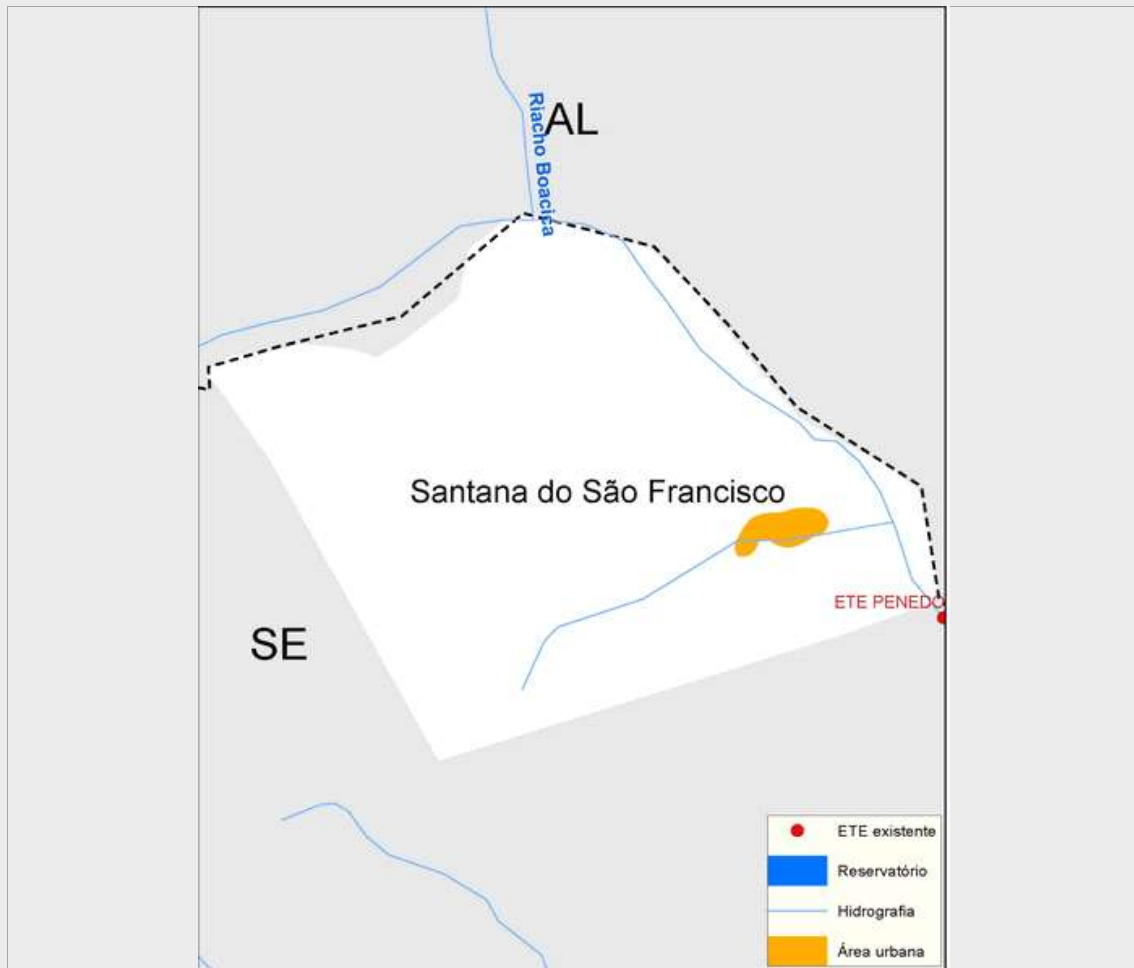 AL
Riacho Boacica
Santana do São Francisco
ETE PENEDO
SE
ETE existente
Reservatório
Hidrografia
Área urbana